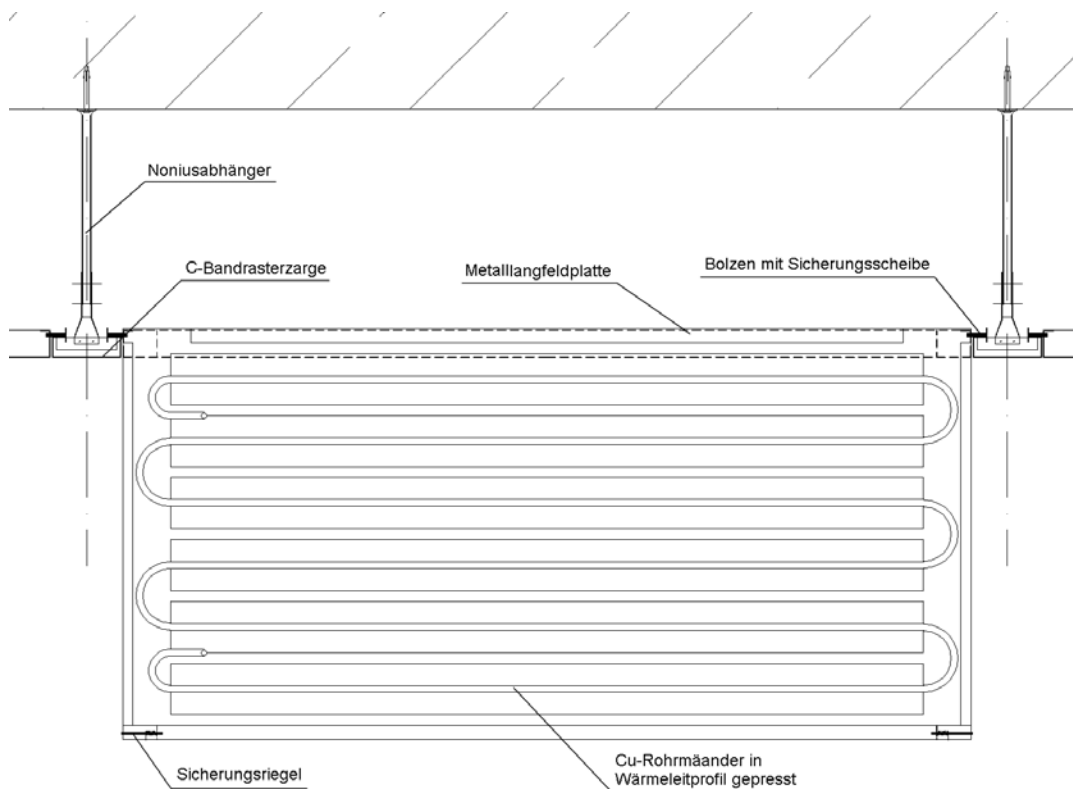 Noniusabhänger
C-Bandrasterzarge
Metalllangfeldplatte
Bolzen mit Sicherungsscheibe
Sicherungsriegel
Cu-Rohrmäander in
Wärmeleitprofil gepresst